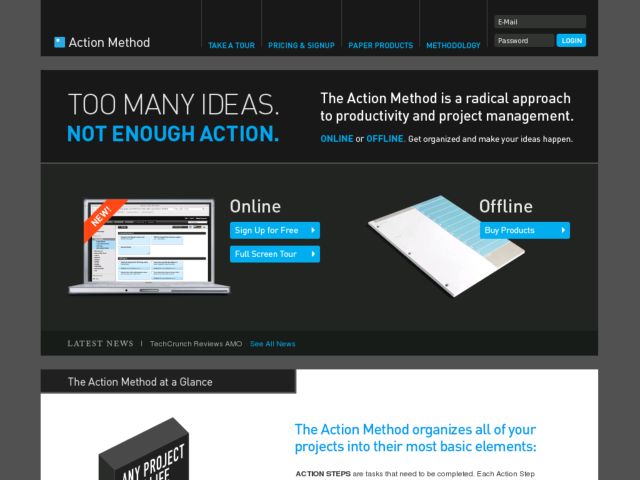 Action Method
TAKE A TOUR
PRICING & SIGNUP
PAPER PRODUCTS
METHODOLOGY
E-Mail
Password
LOGIN
TOO MANY IDEAS.
NOT ENOUGH ACTION.
The Action Method is a radical approach
to productivity and project management.
ONLINE or OFFLINE. Get organized and make your ideas happen.
NEW!
Online
Sign Up for Free
Full Screen Tour
Offline
Buy Products
LATEST NEWS | TechCrunch Reviews AMO See All News
The Action Method at a Glance
ANY PROJECT
LIFE
The Action Method organizes all of your
projects into their most basic elements:
ACTION STEPS are tasks that need to be completed. Each Action Step